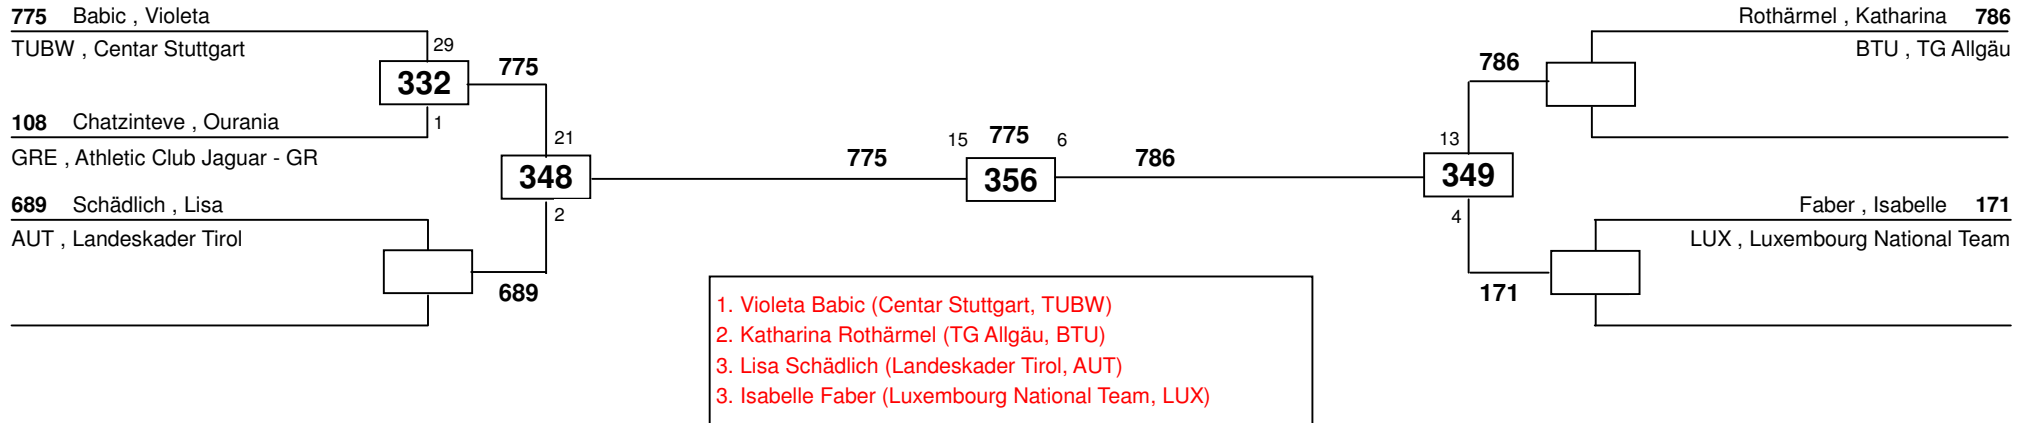 775 Babic , Violeta
TUBW , Centar Stuttgart
29
332
775
1
108 Chatzinteve , Ourania
GRE , Athletic Club Jaguar - GR
21
348
2
689 Schädlich , Lisa
AUT , Landeskader Tirol
689
775
15 775 6
356
786
Rothärmel , Katharina 786
BTU , TG Allgäu
786
13
349
4
Faber , Isabelle 171
LUX , Luxembourg National Team
171
1. Violeta Babic (Centar Stuttgart, TUBW)
2. Katharina Rothärmel (TG Allgäu, BTU)
3. Lisa Schädlich (Landeskader Tirol, AUT)
3. Isabelle Faber (Luxembourg National Team, LUX)